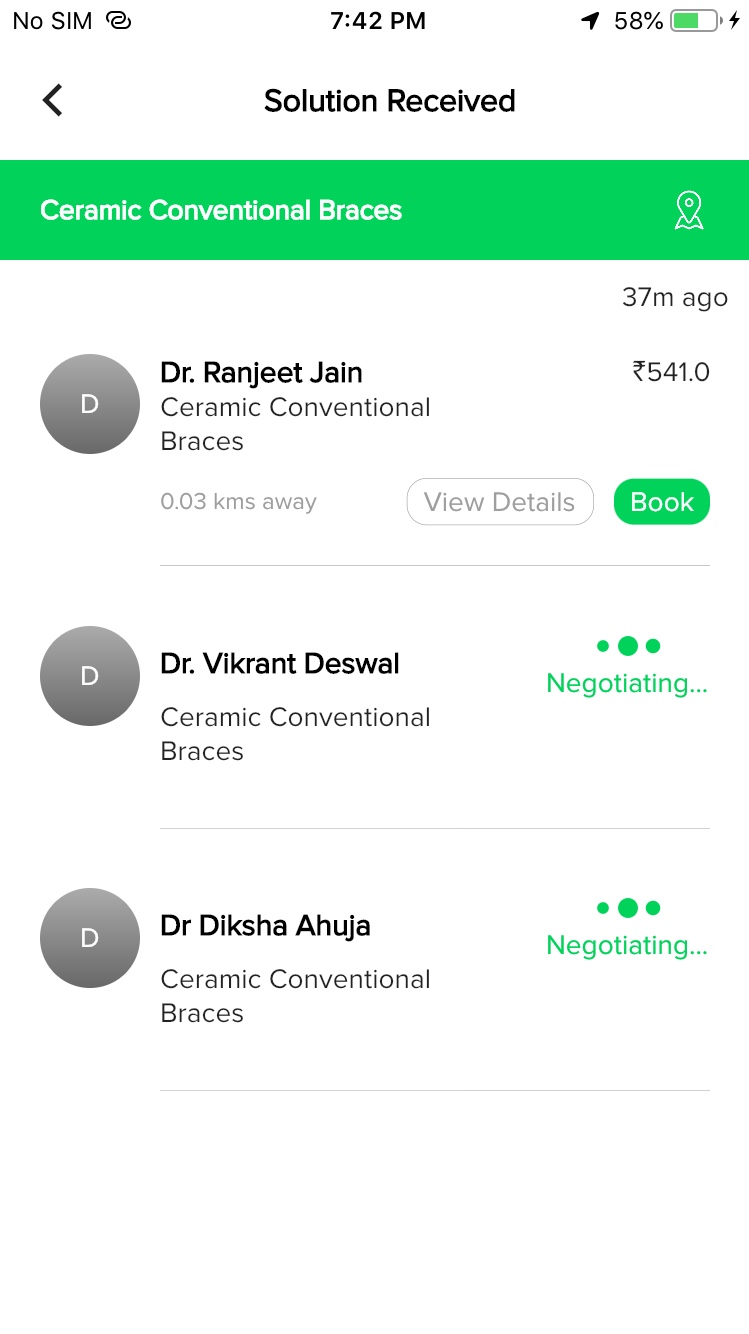 No SIM 7:42 PM 58%
Solution Received
Ceramic Conventional Braces
37m ago
D
Dr. Ranjeet Jain ₹541.0
Ceramic Conventional
Braces
0.03 kms away View Details Book
D
Dr. Vikrant Deswal
Negotiating...
Ceramic Conventional
Braces
D
Dr Diksha Ahuja
Negotiating...
Ceramic Conventional
Braces